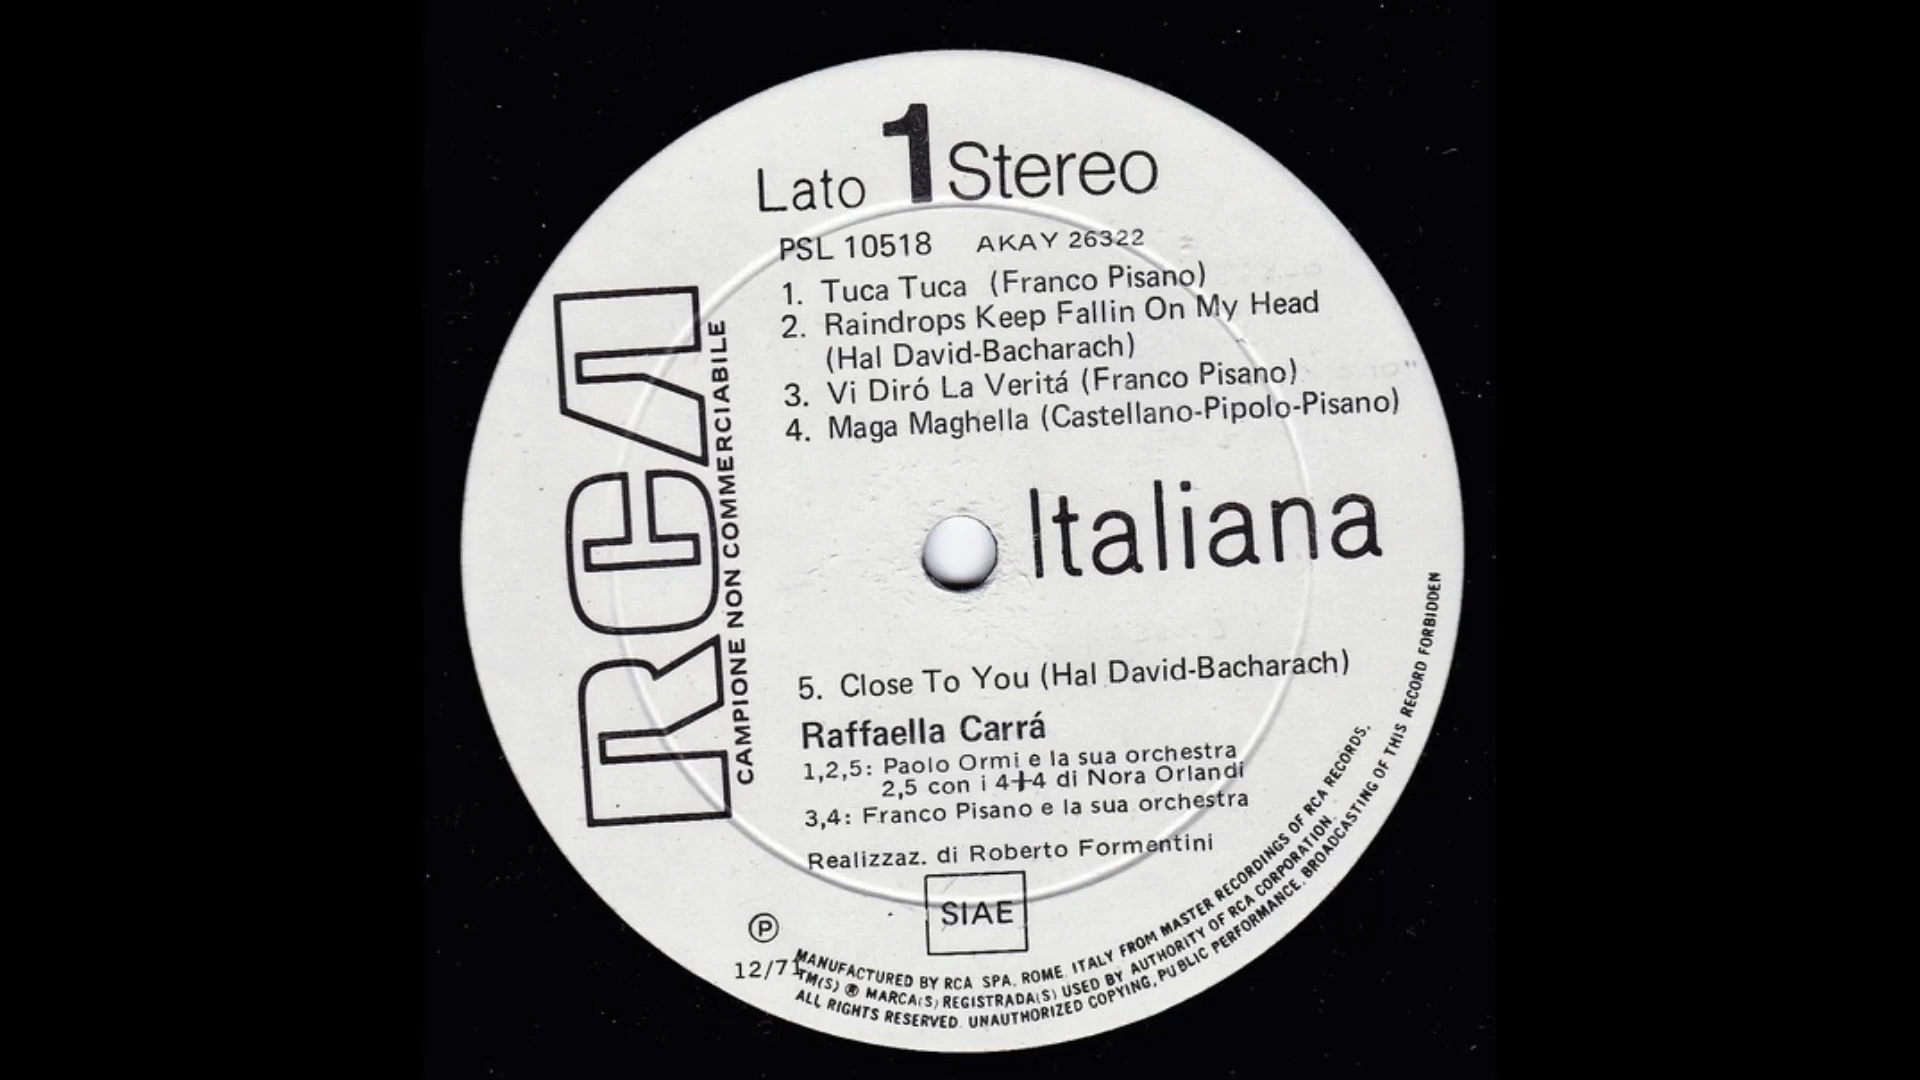 Lato 1 Stereo
PSL 10518 AKAY 26322
1. Tuca Tuca (Franco Pisano)
2. Raindrops Keep Fallin On My Head
(Hal David-Bacharach)
3. Vi Diró La Veritá (Franco Pisano)
4. Maga Maghella (Castellano-Pipolo-Pisano)
RCA
CAMPIONE NON COMMERCIABILE
Italiana
5. Close To You (Hal David-Bacharach)
Raffaella Carrá
1,2,5: Paolo Ormi e la sua orchestra
2,5 con i 4+4 di Nora Orlandi
3,4: Franco Pisano e la sua orchestra
Realizzaz. di Roberto Formentini
SIAE
Ⓟ
12/71
MANUFACTURED BY RCA SPA. ROME. ITALY FROM MASTER RECORDINGS OF RCA RECORDS.
TM(S) ® MARCA(S) REGISTRADA(S) USED BY AUTHORITY OF RCA CORPORATION.
ALL RIGHTS RESERVED. UNAUTHORIZED COPYING, PUBLIC PERFORMANCE. BROADCASTING OF THIS RECORD FORBIDDEN